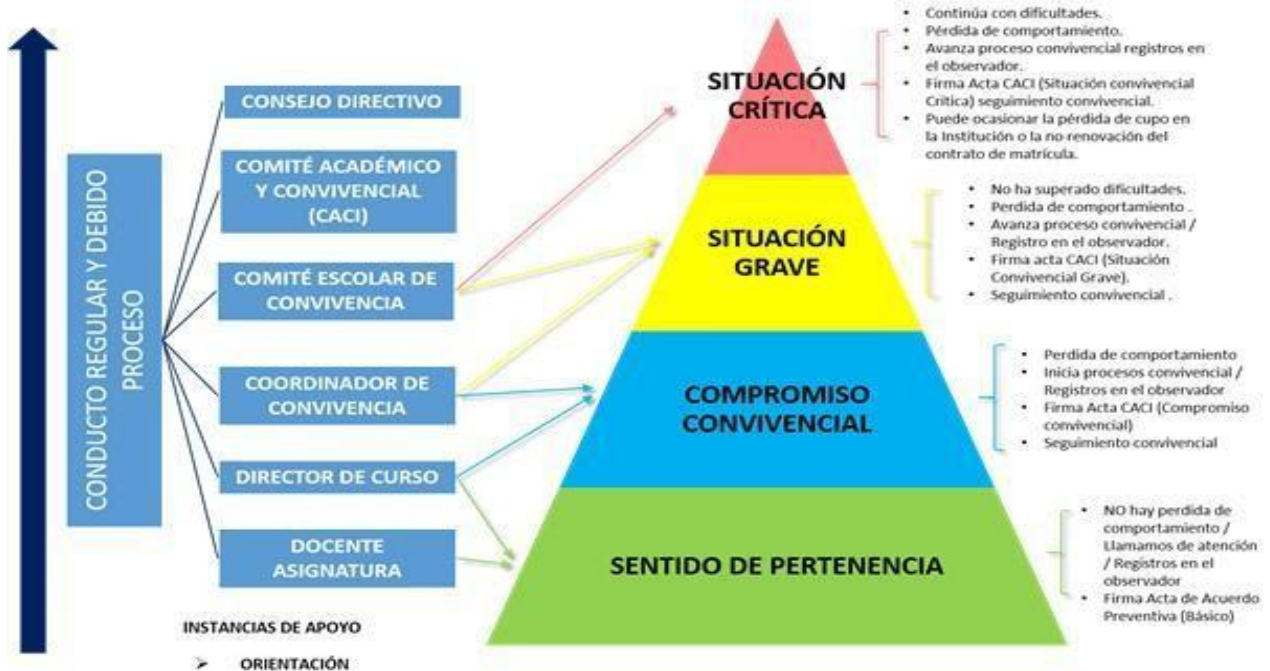 CONDUCTO REGULAR Y DEBIDO
PROCESO
CONSEJO DIRECTIVO
COMITÉ ACADÉMICO
Y CONVIVENCIAL
(CACI)
COMITÉ ESCOLAR DE
CONVIVENCIA
COORDINADOR DE
CONVIVENCIA
DIRECTOR DE CURSO
DOCENTE
ASIGNATURA
INSTANCIAS DE APOYO
➢ ORIENTACIÓN
SITUACIÓN
CRÍTICA
SITUACIÓN
GRAVE
COMPROMISO
CONVIVENCIAL
SENTIDO DE PERTENENCIA
• Continúa con dificultades.
• Pérdida de comportamiento.
• Avanza proceso convivencial registros en
el observador.
• Firma Acta CACI (Situación convivencial
Crítica) seguimiento convivencial.
• Puede ocasionar la pérdida de cupo en
la Institución o la no renovación del
contrato de matrícula.
• No ha superado dificultades.
• Perdida de comportamiento .
• Avanza proceso convivencial /
Registro en el observador.
• Firma acta CACI (Situación
Convivencial Grave).
• Seguimiento convivencial .
• Perdida de comportamiento
• Inicia procesos convivencial /
Registros en el observador
• Firma Acta CACI (Compromiso
convivencial)
• Seguimiento convivencial
• NO hay perdida de
comportamiento /
Llamamos de atención
/ Registros en el
observador
• Firma Acta de Acuerdo
Preventiva (Básico)